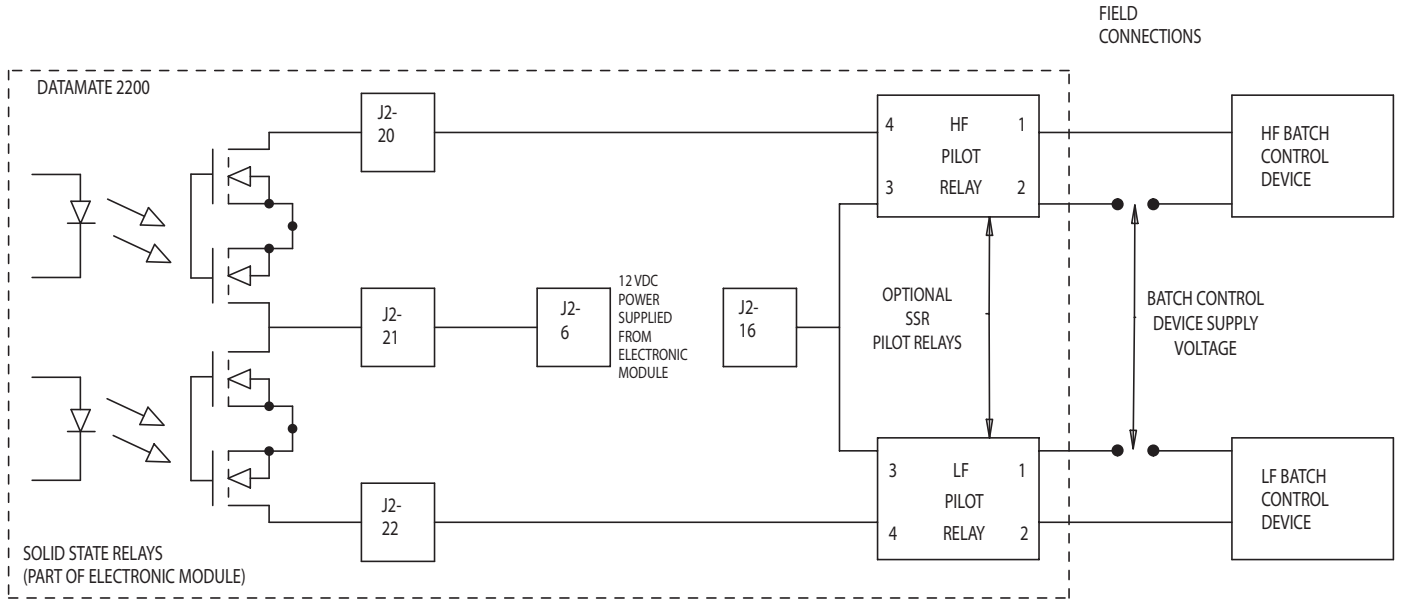 FIELD
CONNECTIONS
DATAMATE 2200
J2-
20
4
HF
1
PILOT
3
RELAY
2
HF BATCH
CONTROL
DEVICE
J2-
21
J2-
6
12 VDC
POWER
SUPPLIED
FROM
ELECTRONIC
MODULE
J2-
16
OPTIONAL
SSR
PILOT RELAYS
BATCH CONTROL
DEVICE SUPPLY
VOLTAGE
J2-
22
3
LF
1
PILOT
4
RELAY
2
LF BATCH
CONTROL
DEVICE
SOLID STATE RELAYS
(PART OF ELECTRONIC MODULE)